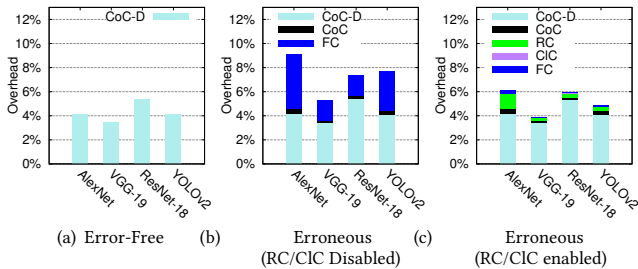 CoC-D
Overhead
12%
10%
8%
6%
4%
2%
0%
AlexNet
VGG-19
ResNet-18
YOLOv2
(a) Error-Free
CoC-D
CoC
FC
Overhead
12%
10%
8%
6%
4%
2%
0%
AlexNet
VGG-19
ResNet-18
YOLOv2
(b) Erroneous
(RC/ClC Disabled)
CoC-D
CoC
RC
ClC
FC
Overhead
12%
10%
8%
6%
4%
2%
0%
AlexNet
VGG-19
ResNet-18
YOLOv2
(c) Erroneous
(RC/ClC enabled)